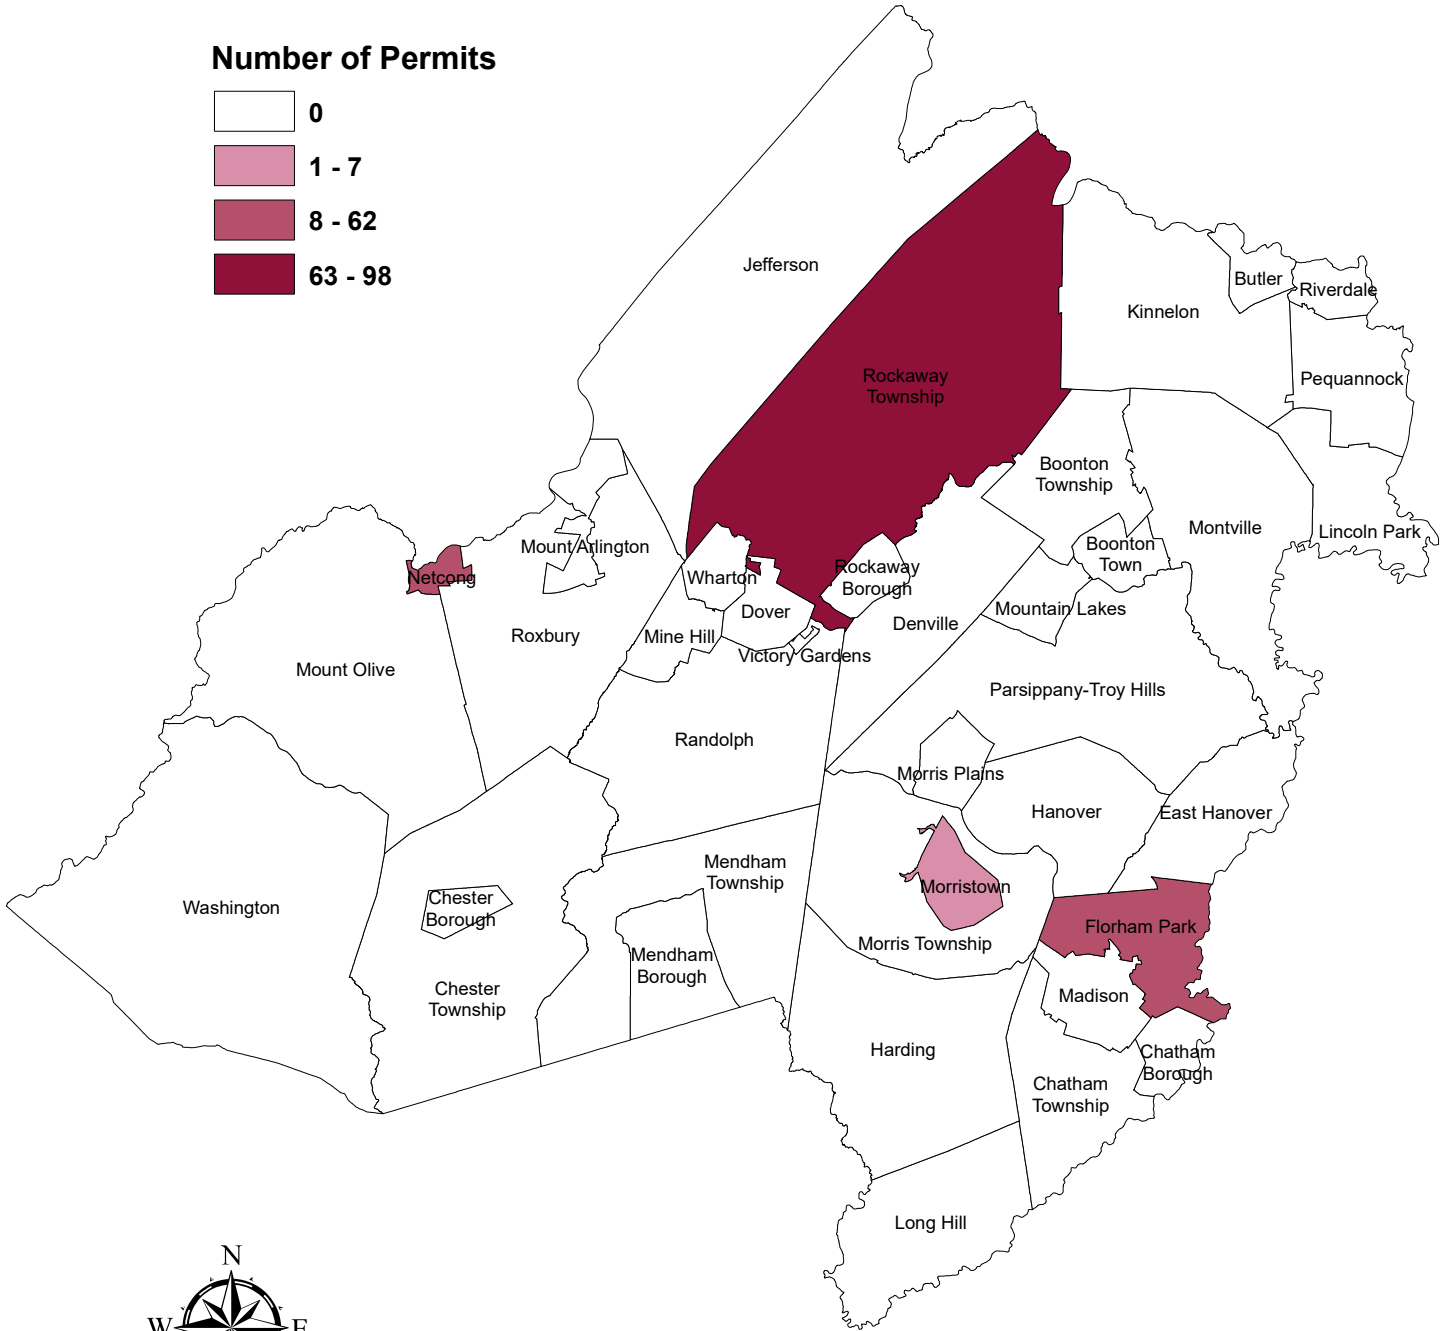 Number of Permits
0
1 - 7
8 - 62
63 - 98
Jefferson
Butler
Riverdale
Kinnelon
Rockaway
Township
Pequannock
Boonton
Township
Montville
Lincoln Park
Mount Arlington
Boonton
Town
Netcong
Wharton
Rockaway
Borough
Mountain Lakes
Dover
Denville
Roxbury
Mine Hill
Victory Gardens
Mount Olive
Parsippany-Troy Hills
Randolph
Morris Plains
Hanover
East Hanover
Mendham
Township
Morristown
Chester
Borough
Washington
Florham Park
Morris Township
Mendham
Borough
Chester
Township
Madison
Harding
Chatham
Borough
Chatham
Township
Long Hill
N
W
E